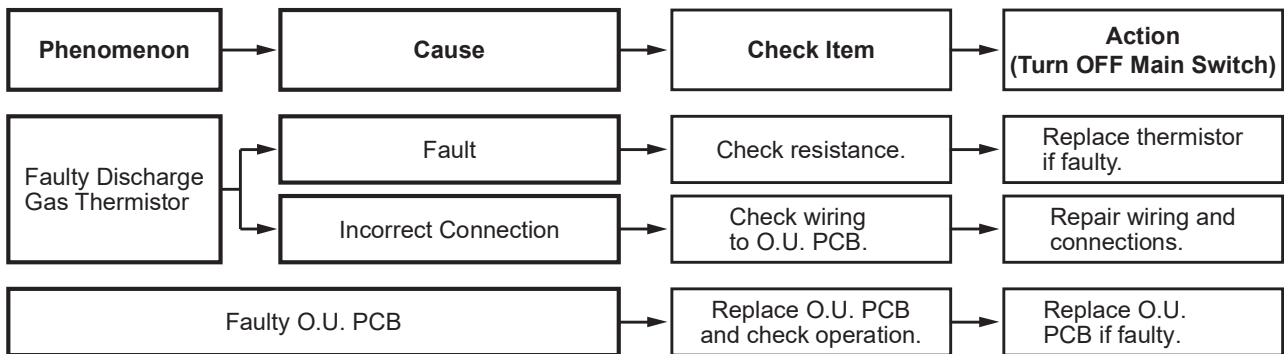 Phenomenon
Cause
Check Item
Action
(Turn OFF Main Switch)
Faulty Discharge
Gas Thermistor
Fault
Check resistance.
Replace thermistor
if faulty.
Incorrect Connection
Check wiring
to O.U. PCB.
Repair wiring and
connections.
Faulty O.U. PCB
Replace O.U. PCB
and check operation.
Replace O.U.
PCB if faulty.